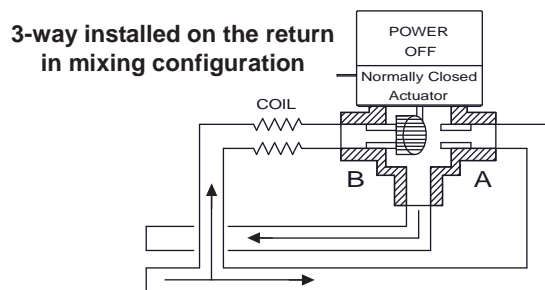 3-way installed on the return
in mixing configuration
POWER
OFF
Normally Closed
Actuator
COIL
B
A